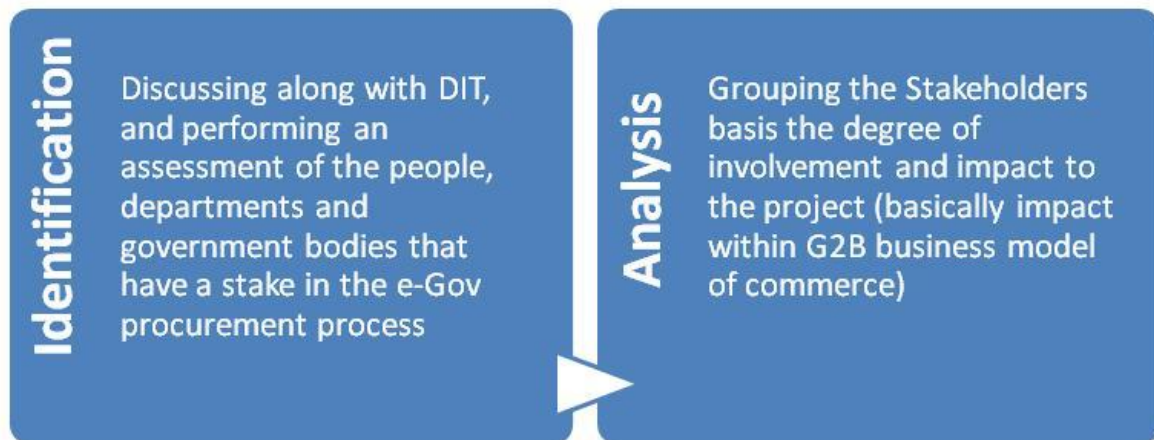 Identification
Discussing along with DIT,
and performing an
assessment of the people,
departments and
government bodies that
have a stake in the e-Gov
procurement process
Analysis
Grouping the Stakeholders
basis the degree of
involvement and impact to
the project (basically impact
within G2B business model
of commerce)